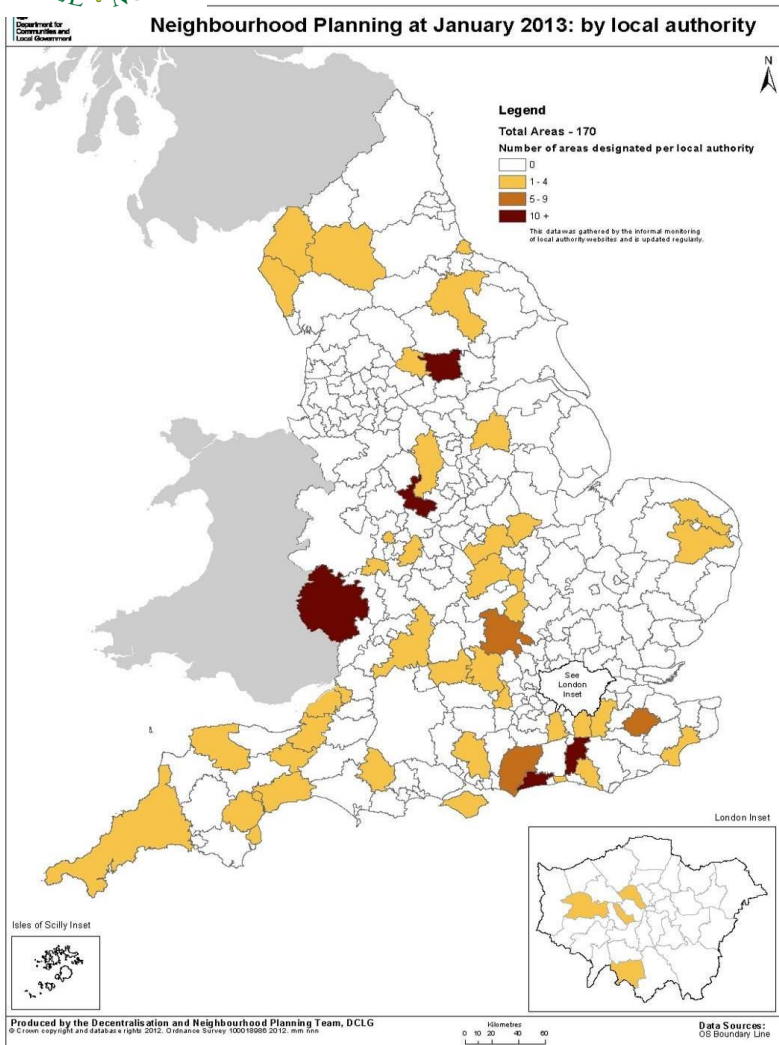 Department for
Communities and
Local Government
Neighbourhood Planning at January 2013: by local authority
N
Legend
Total Areas - 170
Number of areas designated per local authority
0
1 - 4
5 - 9
10 +
This data was gathered by the informal monitoring
of local authority websites and is updated regularly.
See
London
Inset
London Inset
Isles of Scilly Inset
Produced by the Decentralisation and Neighbourhood Planning Team, DCLG
© Crown copyright and database rights 2012. Ordnance Survey 100018986 2012. mm nnn
Kilometres
0 10 20 40 60
Data Sources:
OS Boundary Line